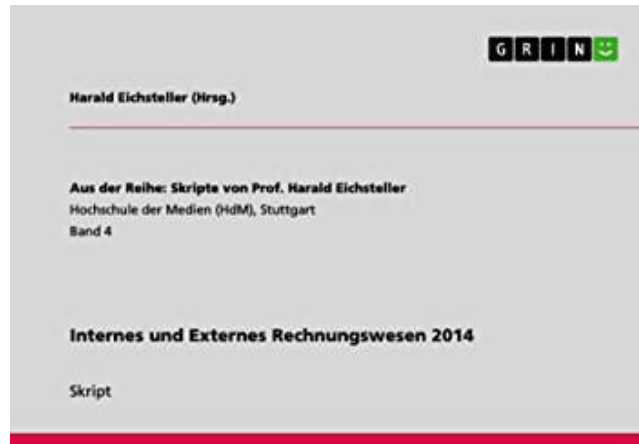 GRIN
Harald Eichsteller (Hrsg.)
Aus der Reihe: Skripte von Prof. Harald Eichsteller
Hochschule der Medien (HdM), Stuttgart
Band 4
Internes und Externes Rechnungswesen 2014
Skript